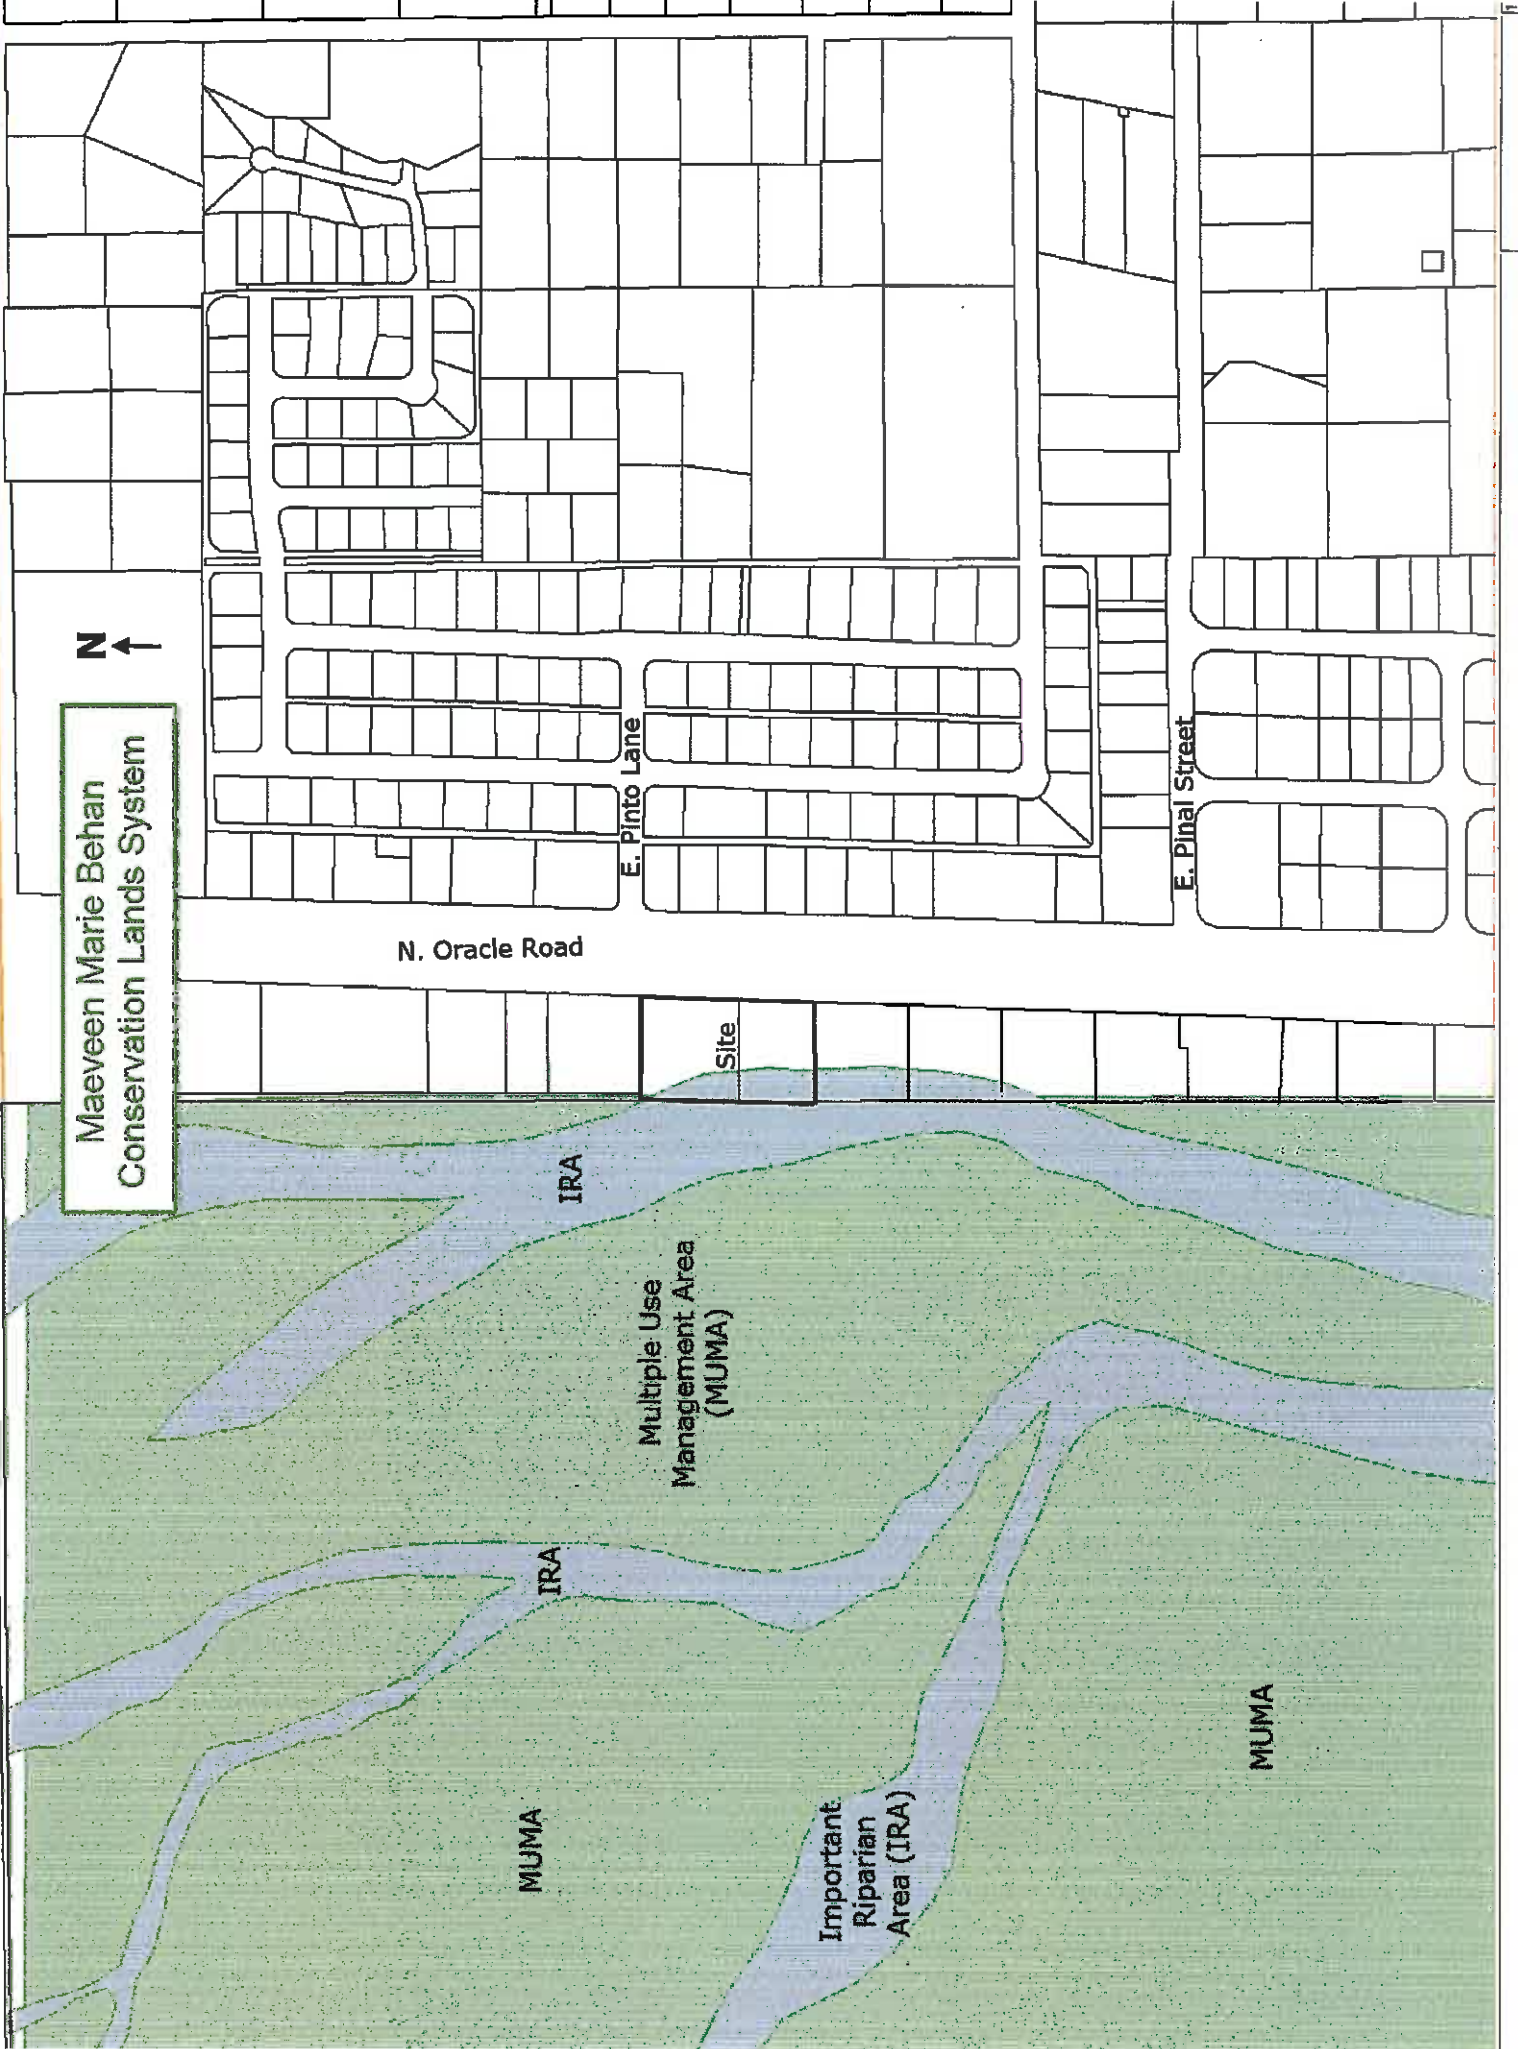 Maeveen Marie Behan
Conservation Lands System
N
N. Oracle Road
E. Pinto Lane
E. Pinal Street
Site
IRA
Multiple Use
Management Area
(MUMA)
IRA
MUMA
Important
Riparian
Area (IRA)
MUMA